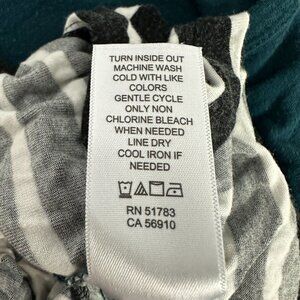 TURN INSIDE OUT
MACHINE WASH
COLD WITH LIKE
COLORS
GENTLE CYCLE
ONLY NON
CHLORINE BLEACH
WHEN NEEDED
LINE DRY
COOL IRON IF
NEEDED
RN 51783
CA 56910